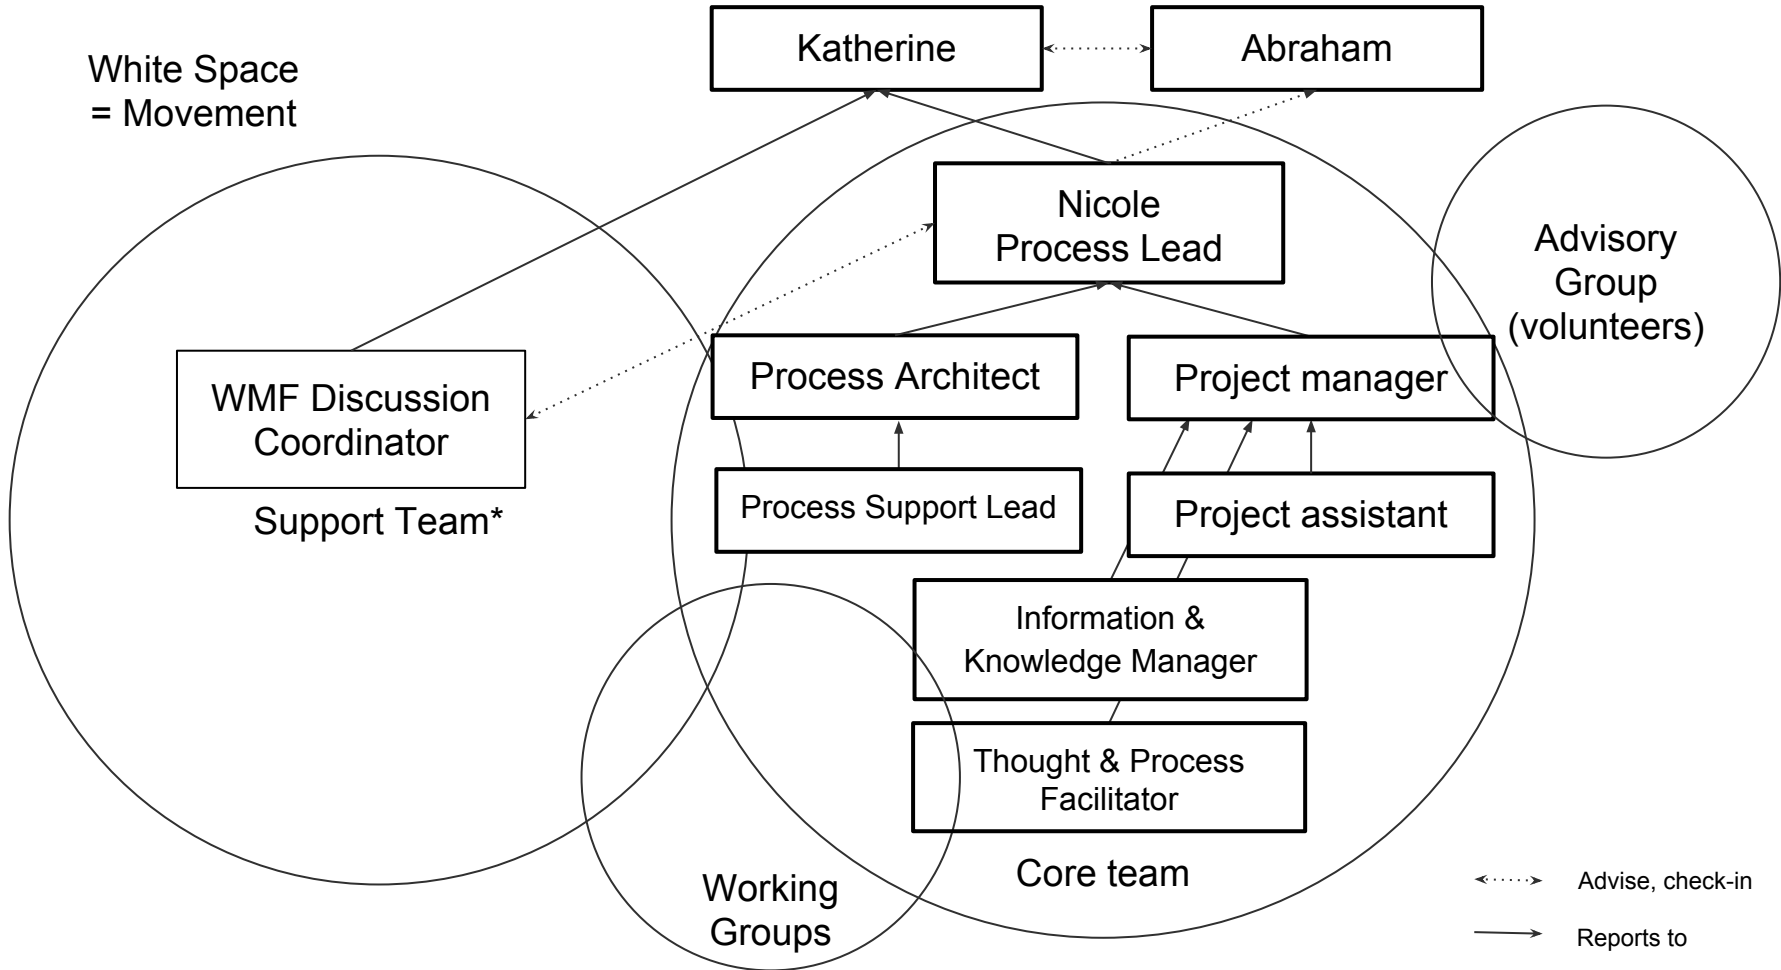 Katherine
Abraham
White Space
= Movement
Nicole
Process Lead
Advisory
Group
(volunteers)
WMF Discussion
Coordinator
Process Architect
Project manager
Support Team*
Process Support Lead
Project assistant
Information &
Knowledge Manager
Thought & Process
Facilitator
Core team
Working
Groups
Advise, check-in
Reports to